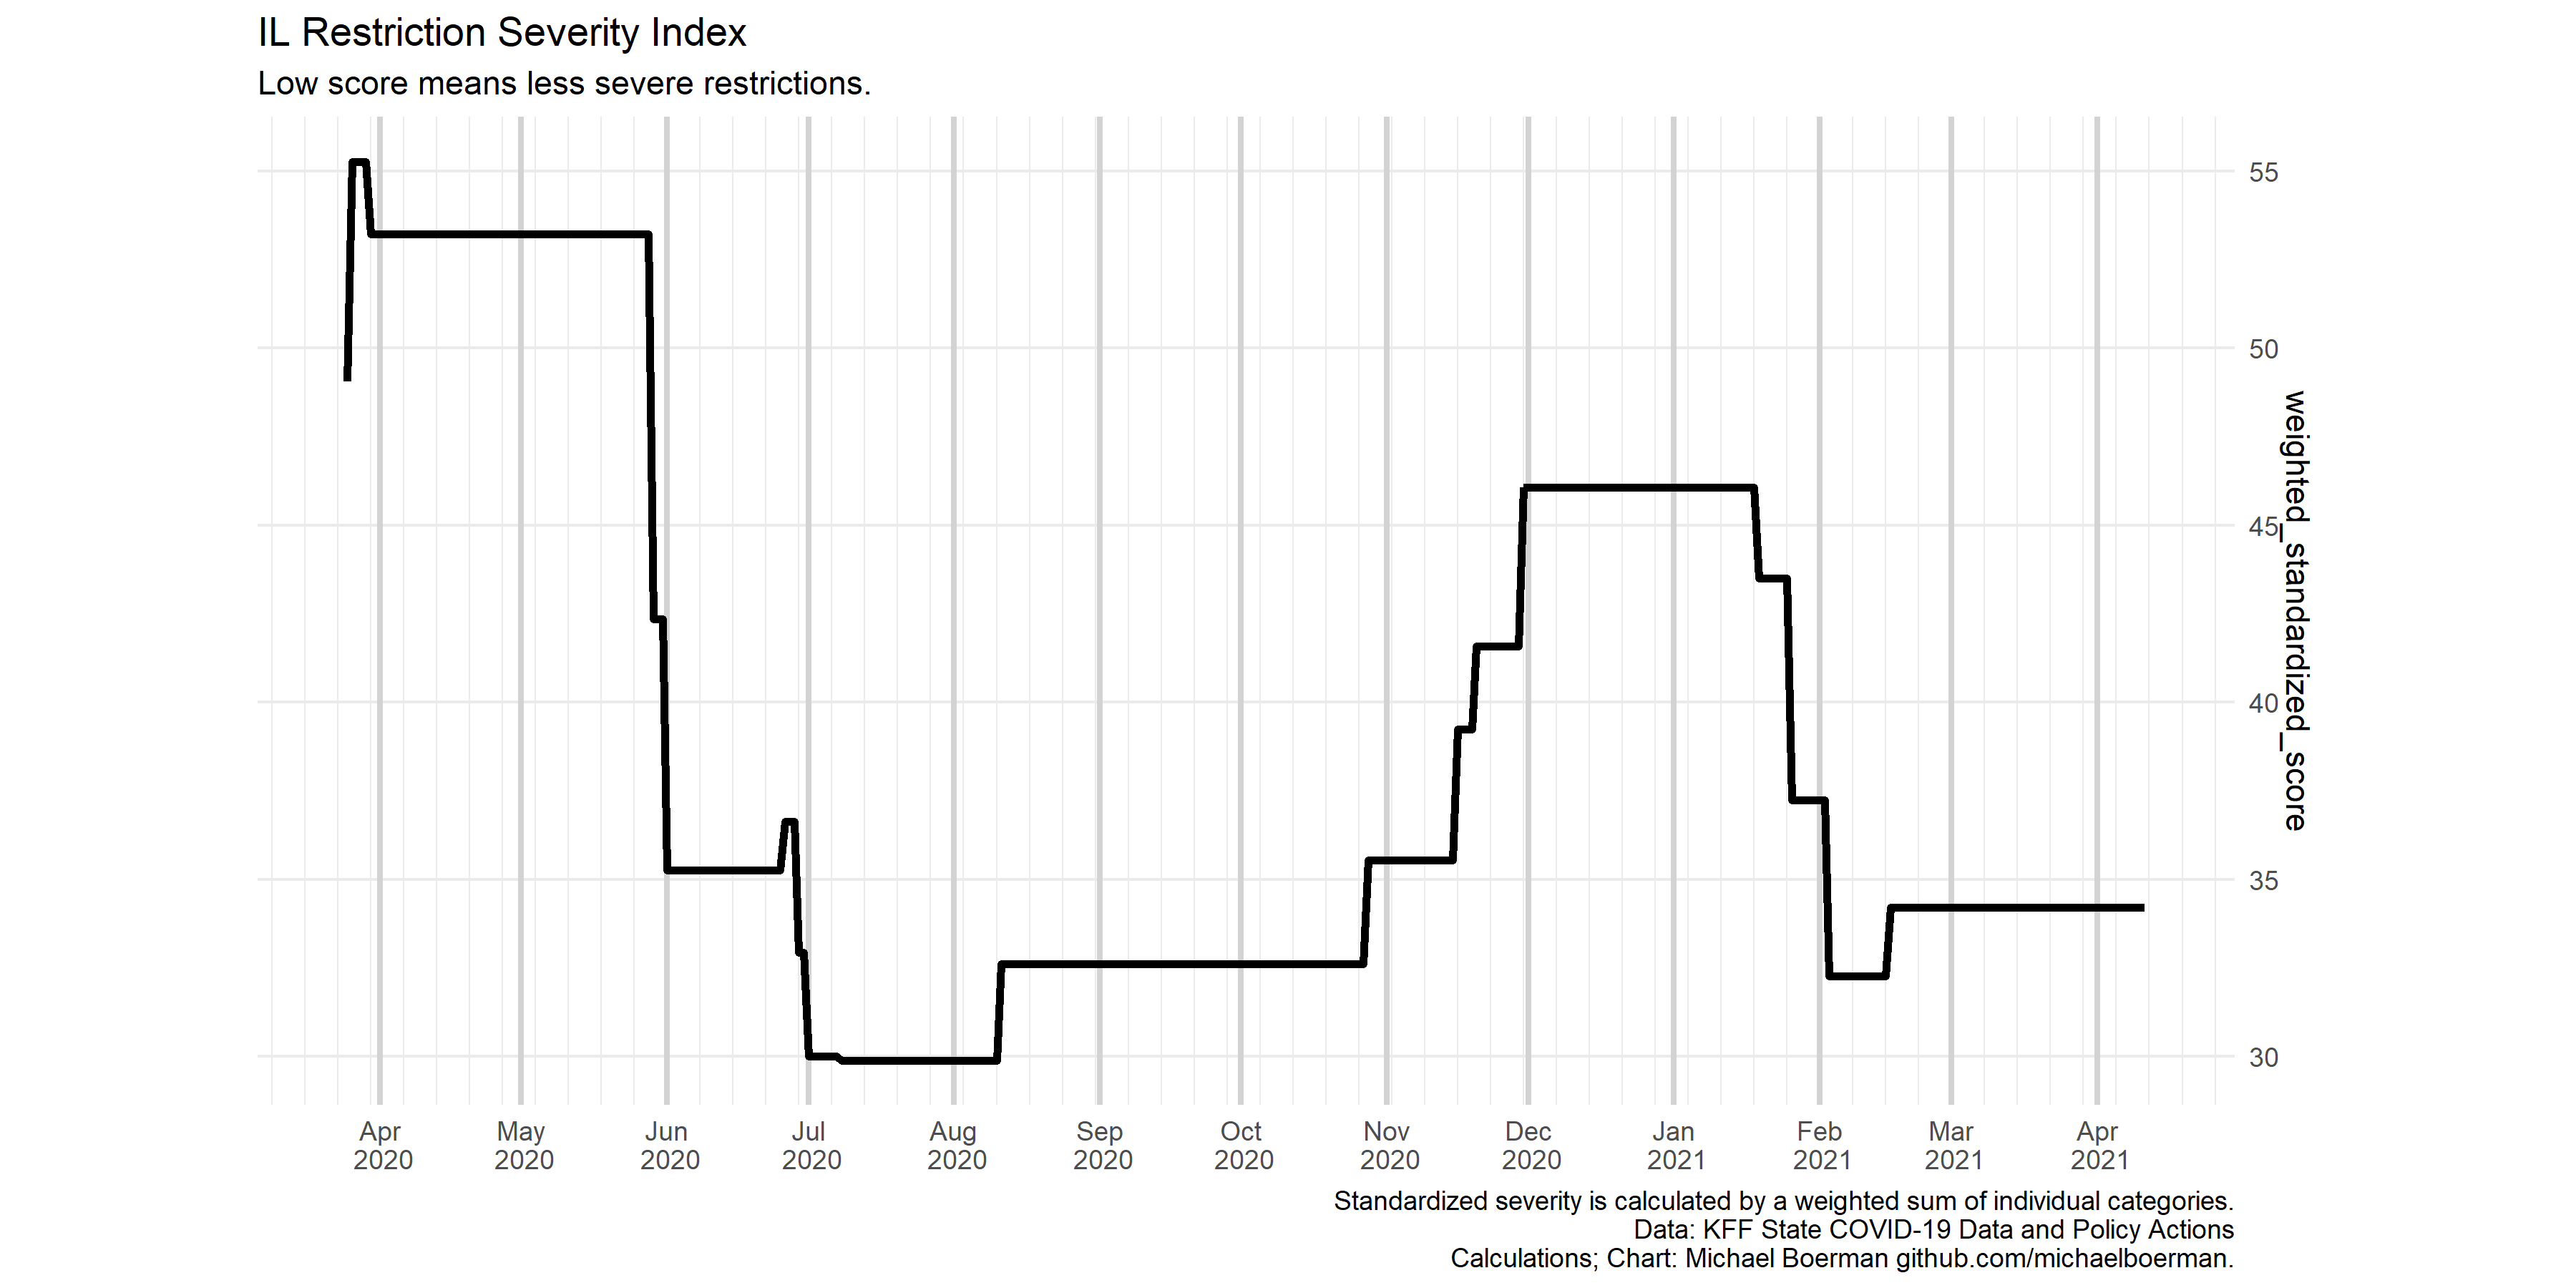 IL Restriction Severity Index
Low score means less severe restrictions.
55
50
45
40
35
30
weighted_standardized_score
Apr May Jun Jul Aug Sep Oct Nov Dec Jan Feb Mar Apr
2020 2020 2020 2020 2020 2020 2020 2020 2020 2021 2021 2021 2021
Standardized severity is calculated by a weighted sum of individual categories.
Data: KFF State COVID-19 Data and Policy Actions
Calculations; Chart: Michael Boerman github.com/michaelboerman.